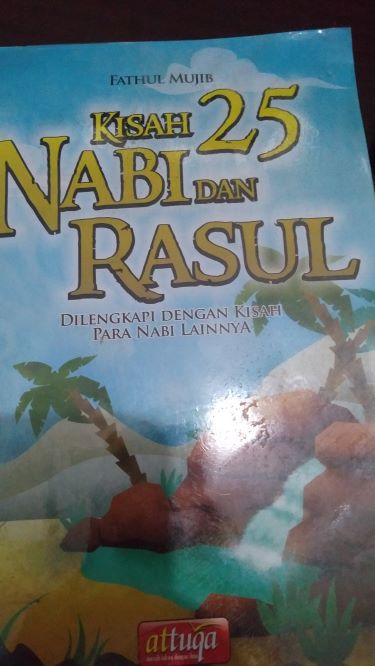 FATHUL MUJIB
KISAH 25
NABI DAN
RASUL
DILENGKAPI DENGAN KISAH
PARA NABI LAINNYA
attuqa